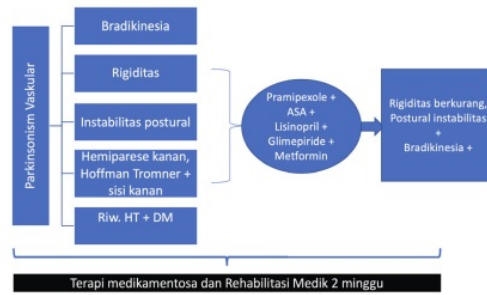 Parkinsonism Vaskular
Bradikinesia
Rigiditas
Instabilitas postural
Hemiparese kanan,
Hoffman Tromner +
sisi kanan
Riw. HT + DM
Pramipexole +
ASA +
Lisinopril +
Glimepiride +
Metformin
Rigiditas berkurang,
Postural instabilitas
+
Bradikinesia +
Terapi medikamentosa dan Rehabilitasi Medik 2 minggu